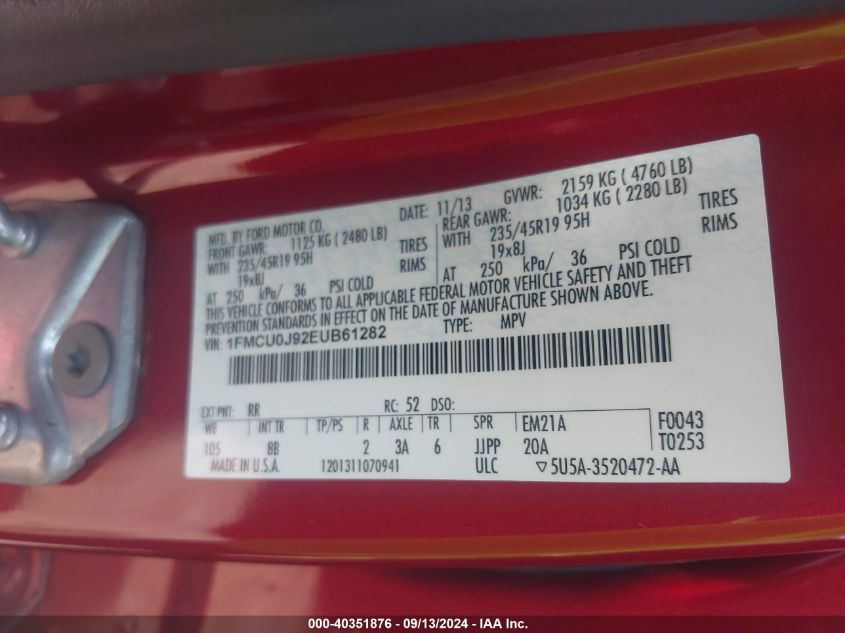 MFD. BY FORD MOTOR CO. DATE: 11/13 GVWR: 2159 KG ( 4760 LB)
FRONT GAWR: 1125 KG ( 2480 LB) REAR GAWR: 1034 KG ( 2280 LB)
WITH 235/45R19 95H TIRES WITH 235/45R19 95H TIRES
19x8J RIMS 19x8J RIMS
AT 250 kPa/ 36 PSI COLD AT 250 kPa/ 36 PSI COLD
THIS VEHICLE CONFORMS TO ALL APPLICABLE FEDERAL MOTOR VEHICLE SAFETY AND THEFT
PREVENTION STANDARDS IN EFFECT ON THE DATE OF MANUFACTURE SHOWN ABOVE.
VIN: 1FMCU0J92EUB61282 TYPE: MPV
EXT PNT: RR RC: 52 DSO:
WB INT TR TP/PS R AXLE TR SPR EM21A F0043
105 8B 2 3A 6 JJPP 20A T0253
MADE IN U.S.A. 1201311070941 ULC ▽5U5A-3520472-AA
000-40351876 - 09/13/2024 - IAA Inc.